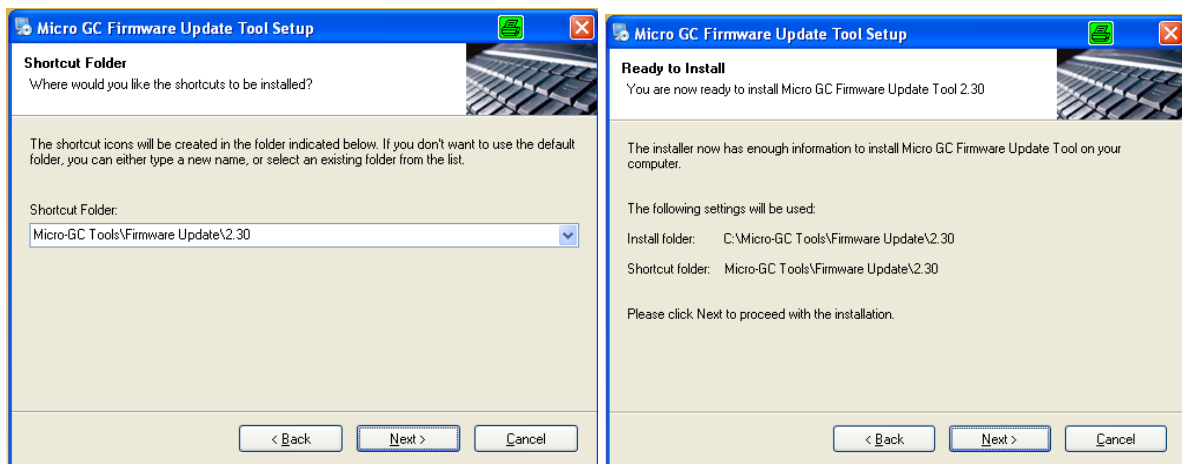 Micro GC Firmware Update Tool Setup
Shortcut Folder
Where would you like the shortcuts to be installed?
The shortcut icons will be created in the folder indicated below. If you don't want to use the default
folder, you can either type a new name, or select an existing folder from the list.
Shortcut Folder:
Micro-GC Tools\Firmware Update\2.30
< Back
Next >
Cancel
Micro GC Firmware Update Tool Setup
Ready to Install
You are now ready to install Micro GC Firmware Update Tool 2.30
The installer now has enough information to install Micro GC Firmware Update Tool on your
computer.
The following settings will be used:
Install folder: C:\Micro-GC Tools\Firmware Update\2.30
Shortcut folder: Micro-GC Tools\Firmware Update\2.30
Please click Next to proceed with the installation.
< Back
Next >
Cancel